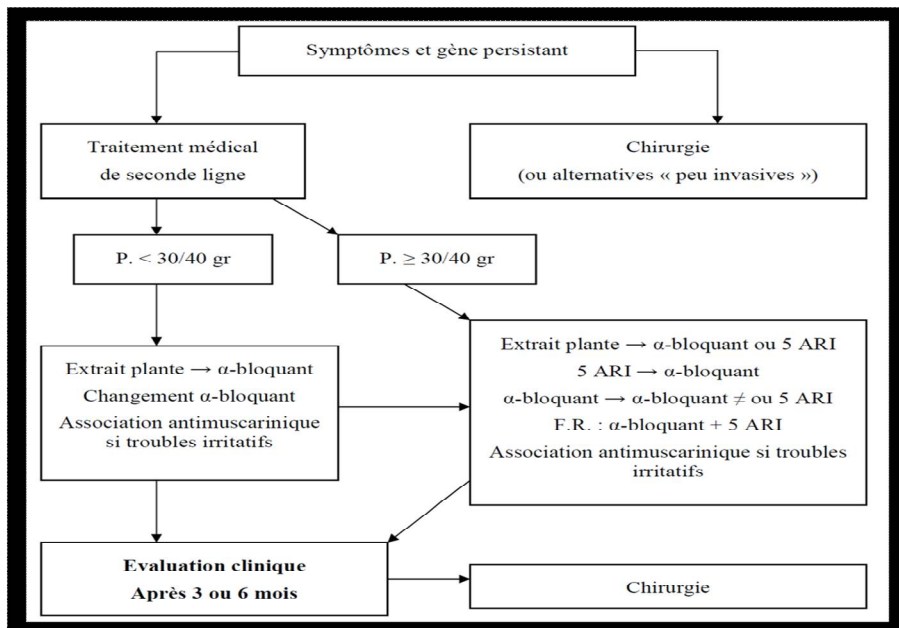 Symptômes et gène persistant
Traitement médical
de seconde ligne
Chirurgie
(ou alternatives « peu invasives »)
P. < 30/40 gr
P. ≥ 30/40 gr
Extrait plante → α-bloquant
Changement α-bloquant
Association antimuscarinique
si troubles irritatifs
Extrait plante → α-bloquant ou 5 ARI
5 ARI → α-bloquant
α-bloquant → α-bloquant ≠ ou 5 ARI
F.R. : α-bloquant + 5 ARI
Association antimuscarinique si troubles
irritatifs
Evaluation clinique
Après 3 ou 6 mois
Chirurgie